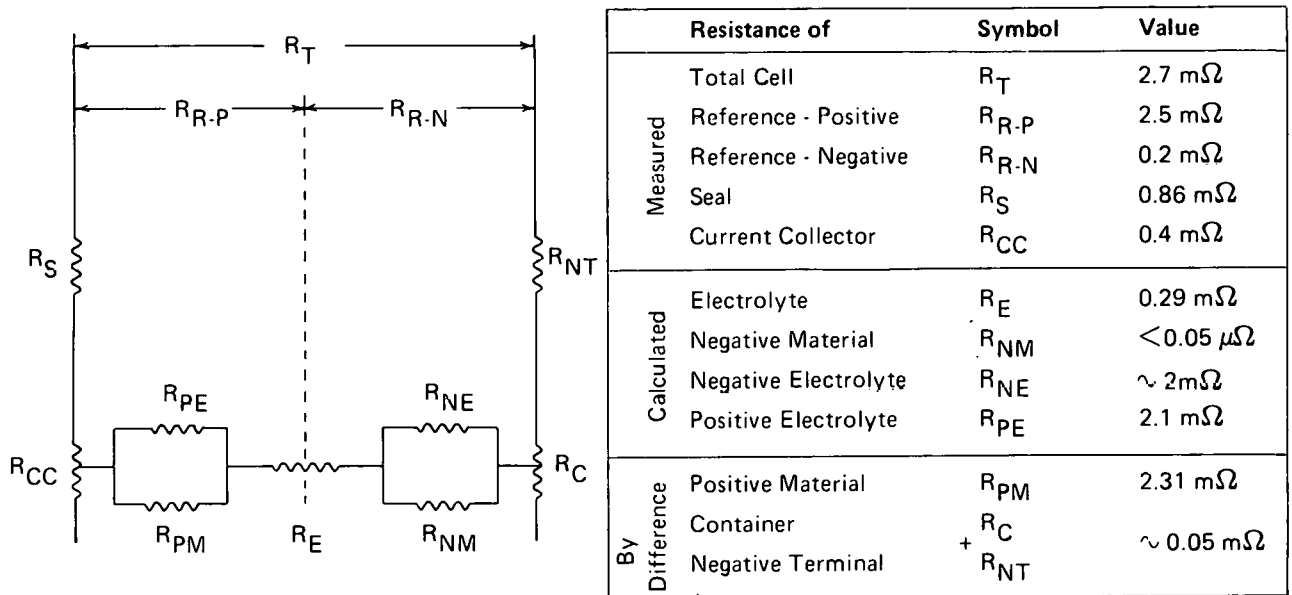 R_T
R_R-P R_R-N
R_S R_NT
R_PE R_NE
R_CC R_C
R_PM R_E R_NM
Resistance of Symbol Value
Measured
Total Cell R_T 2.7 mΩ
Reference - Positive R_R-P 2.5 mΩ
Reference - Negative R_R-N 0.2 mΩ
Seal R_S 0.86 mΩ
Current Collector R_CC 0.4 mΩ
Calculated
Electrolyte R_E 0.29 mΩ
Negative Material R_NM <0.05 μΩ
Negative Electrolyte R_NE ~ 2mΩ
Positive Electrolyte R_PE 2.1 mΩ
By Difference
Positive Material R_PM 2.31 mΩ
Container R_C
+ ~ 0.05 mΩ
Negative Terminal R_NT